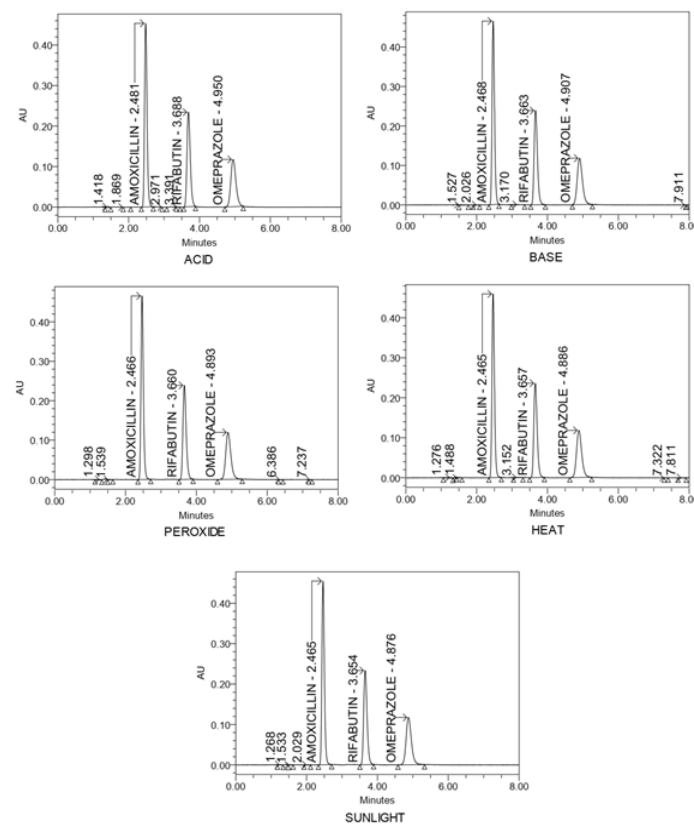 0.40
0.30
0.20
0.10
0.00
AU
1.418
1.869
AMOXICILLIN - 2.481
2.971
3.391
RIFABUTIN - 3.688
OMEPRAZOLE - 4.950
0.00 2.00 4.00 6.00 8.00
Minutes
ACID
0.40
0.30
0.20
0.10
0.00
AU
1.527
2.026
AMOXICILLIN - 2.468
3.170
RIFABUTIN - 3.663
OMEPRAZOLE - 4.907
7.911
0.00 2.00 4.00 6.00 8.0
Minutes
BASE
0.40
0.30
0.20
0.10
0.00
AU
1.298
1.539
AMOXICILLIN - 2.466
RIFABUTIN - 3.660
OMEPRAZOLE - 4.893
6.386
7.237
0.00 2.00 4.00 6.00 8.00
Minutes
PEROXIDE
0.40
0.30
0.20
0.10
0.00
AU
1.276
1.488
AMOXICILLIN - 2.465
3.152
RIFABUTIN - 3.657
OMEPRAZOLE - 4.886
7.322
7.811
0.00 2.00 4.00 6.00 8.0
Minutes
HEAT
0.40
0.30
0.20
0.10
0.00
AU
1.268
1.533
2.029
AMOXICILLIN - 2.465
RIFABUTIN - 3.654
OMEPRAZOLE - 4.876
0.00 2.00 4.00 6.00 8.00
Minutes
SUNLIGHT